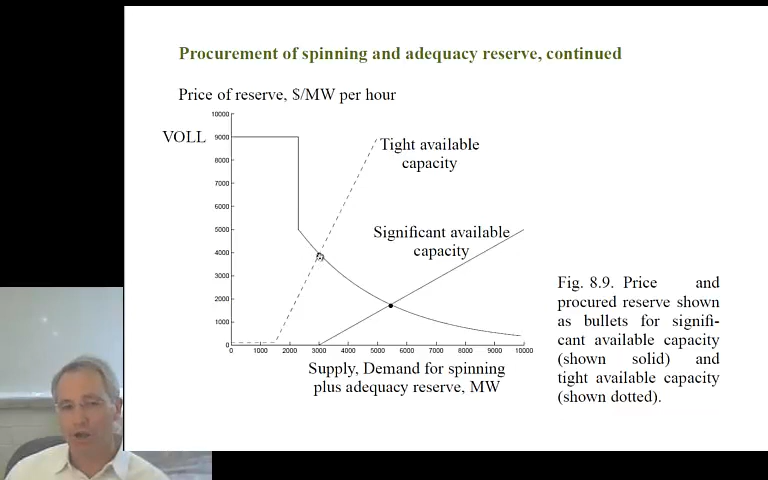 Procurement of spinning and adequacy reserve, continued
Price of reserve, $/MW per hour
VOLL
10000
9000
8000
7000
6000
5000
4000
3000
2000
1000
0
Tight available
capacity
Significant available
capacity
0 1000 2000 3000 4000 5000 6000 7000 8000 9000 10000
Supply, Demand for spinning
plus adequacy reserve, MW
Fig. 8.9. Price and
procured reserve shown
as bullets for signifi-
cant available capacity
(shown solid) and
tight available capacity
(shown dotted).